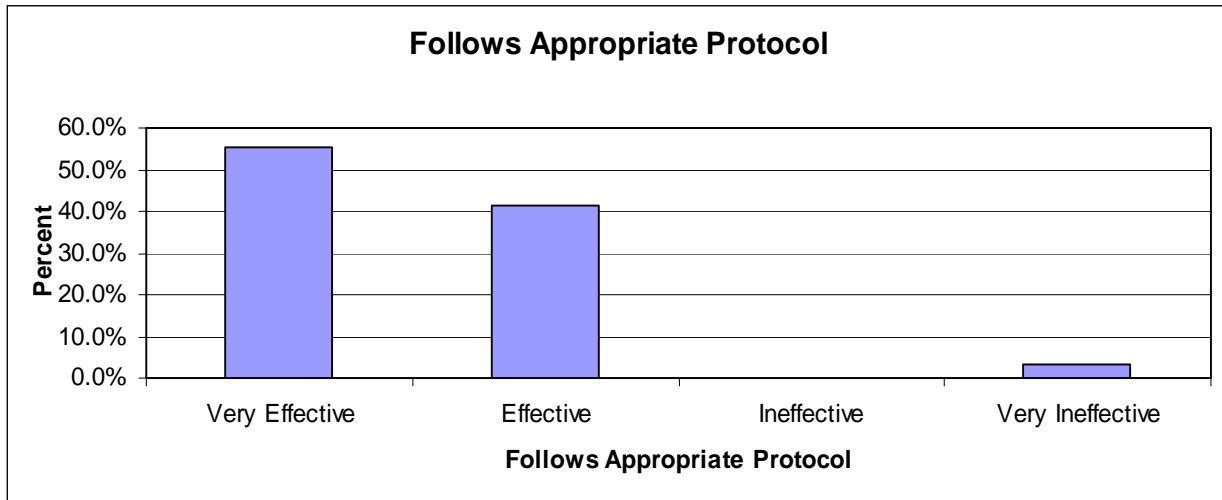 Follows Appropriate Protocol
60.0%
50.0%
40.0%
30.0%
20.0%
10.0%
0.0%
Percent
Very Effective
Effective
Ineffective
Very Ineffective
Follows Appropriate Protocol